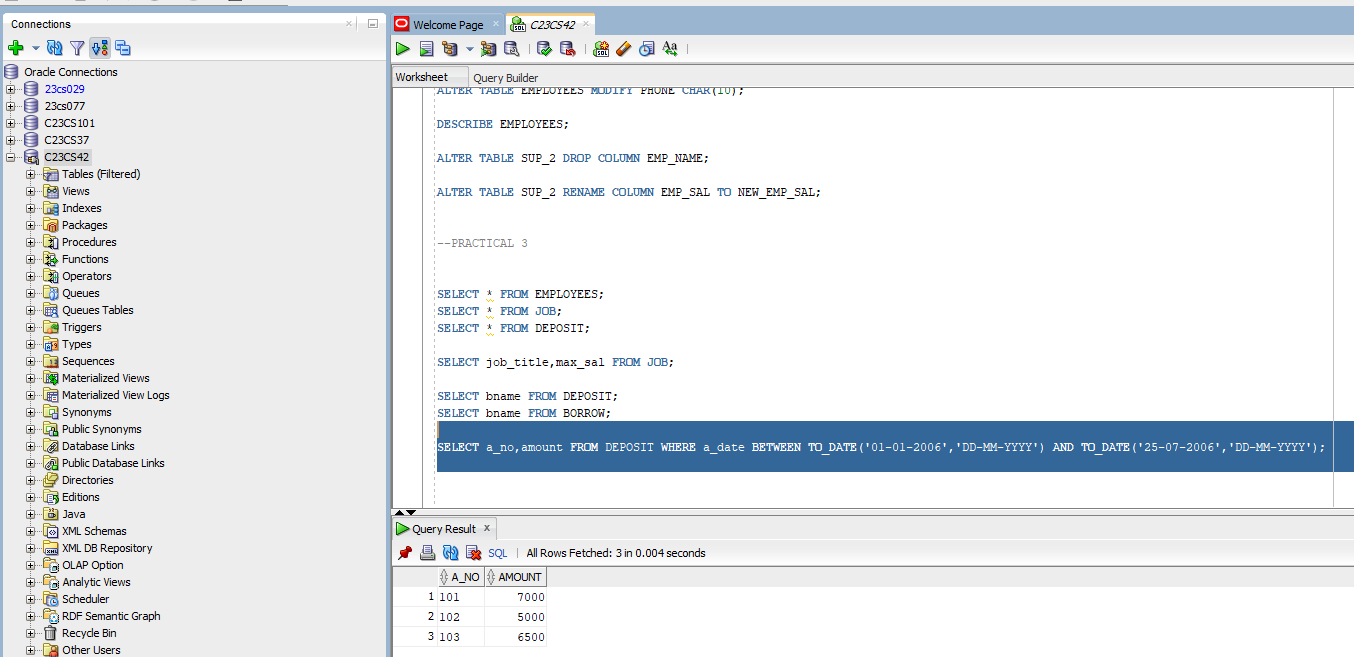 Connections
Oracle Connections
23cs029
23cs077
C23CS101
C23CS37
C23CS42
Tables (Filtered)
Views
Indexes
Packages
Procedures
Functions
Operators
Queues
Queues Tables
Triggers
Types
Sequences
Materialized Views
Materialized View Logs
Synonyms
Public Synonyms
Database Links
Public Database Links
Directories
Editions
Java
XML Schemas
XML DB Repository
OLAP Option
Analytic Views
Scheduler
RDF Semantic Graph
Recycle Bin
Other Users
Welcome Page
C23CS42
Worksheet
Query Builder
ALTER TABLE EMPLOYEES MODIFY PHONE CHAR(10);
DESCRIBE EMPLOYEES;
ALTER TABLE SUP_2 DROP COLUMN EMP_NAME;
ALTER TABLE SUP_2 RENAME COLUMN EMP_SAL TO NEW_EMP_SAL;
--PRACTICAL 3
SELECT * FROM EMPLOYEES;
SELECT * FROM JOB;
SELECT * FROM DEPOSIT;
SELECT job_title,max_sal FROM JOB;
SELECT bname FROM DEPOSIT;
SELECT bname FROM BORROW;
SELECT a_no,amount FROM DEPOSIT WHERE a_date BETWEEN TO_DATE('01-01-2006','DD-MM-YYYY') AND TO_DATE('25-07-2006','DD-MM-YYYY');
Query Result
SQL | All Rows Fetched: 3 in 0.004 seconds
A_NO AMOUNT
1 101 7000
2 102 5000
3 103 6500